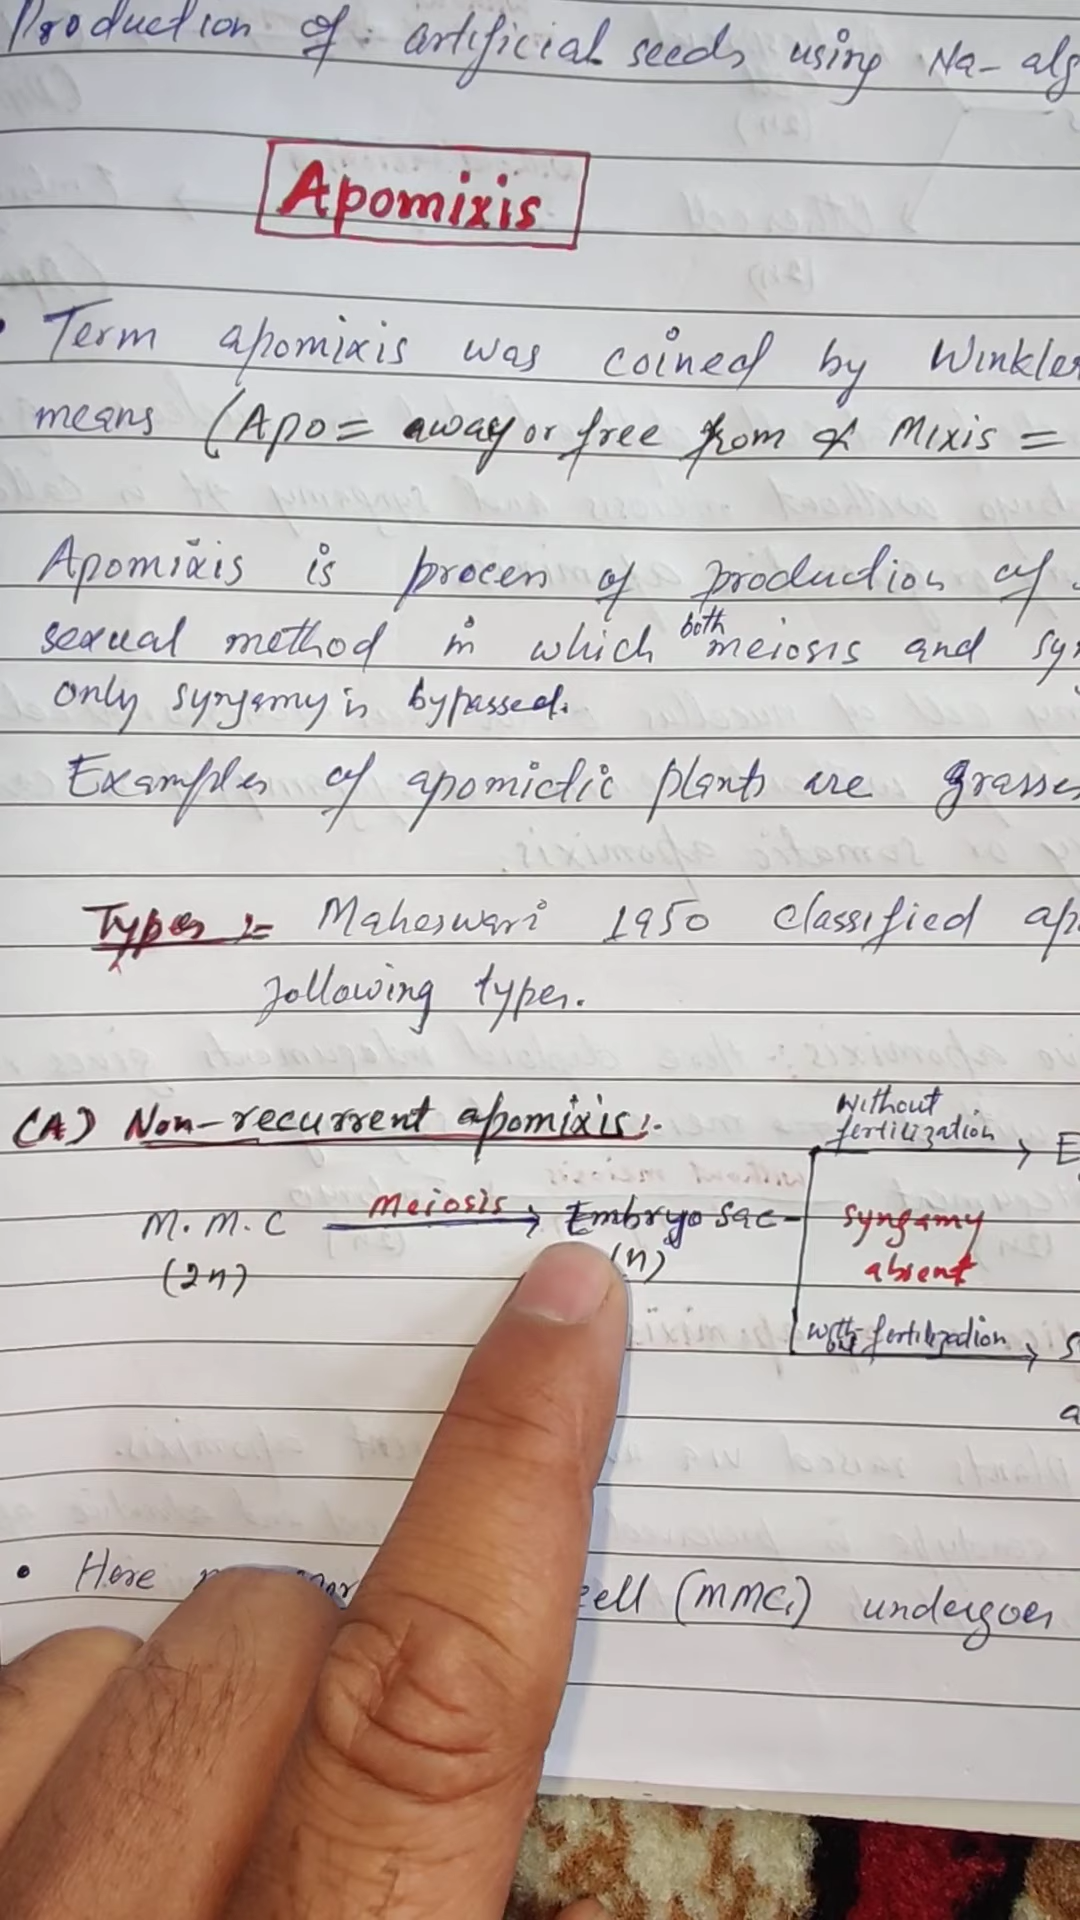 Production of artificial seeds using Na- alg
Apomixis
Term apomixis was coined by Winkler
means (Apo = away or free from & Mixis =
Apomixis is process of production of
sexual method in which both meiosis and sy
only syngamy is bypassed.
Examples of apomictic plants are grasses
Types :- Maheswari 1950 classified ap
following types.
(A) Non-recurrent apomixis:-
without
fertilization E
M.M.C meiosis Embryo sac syngamy
(2n) (n) absent
without fertilization S
a
• Here cell (MMC) undergoes